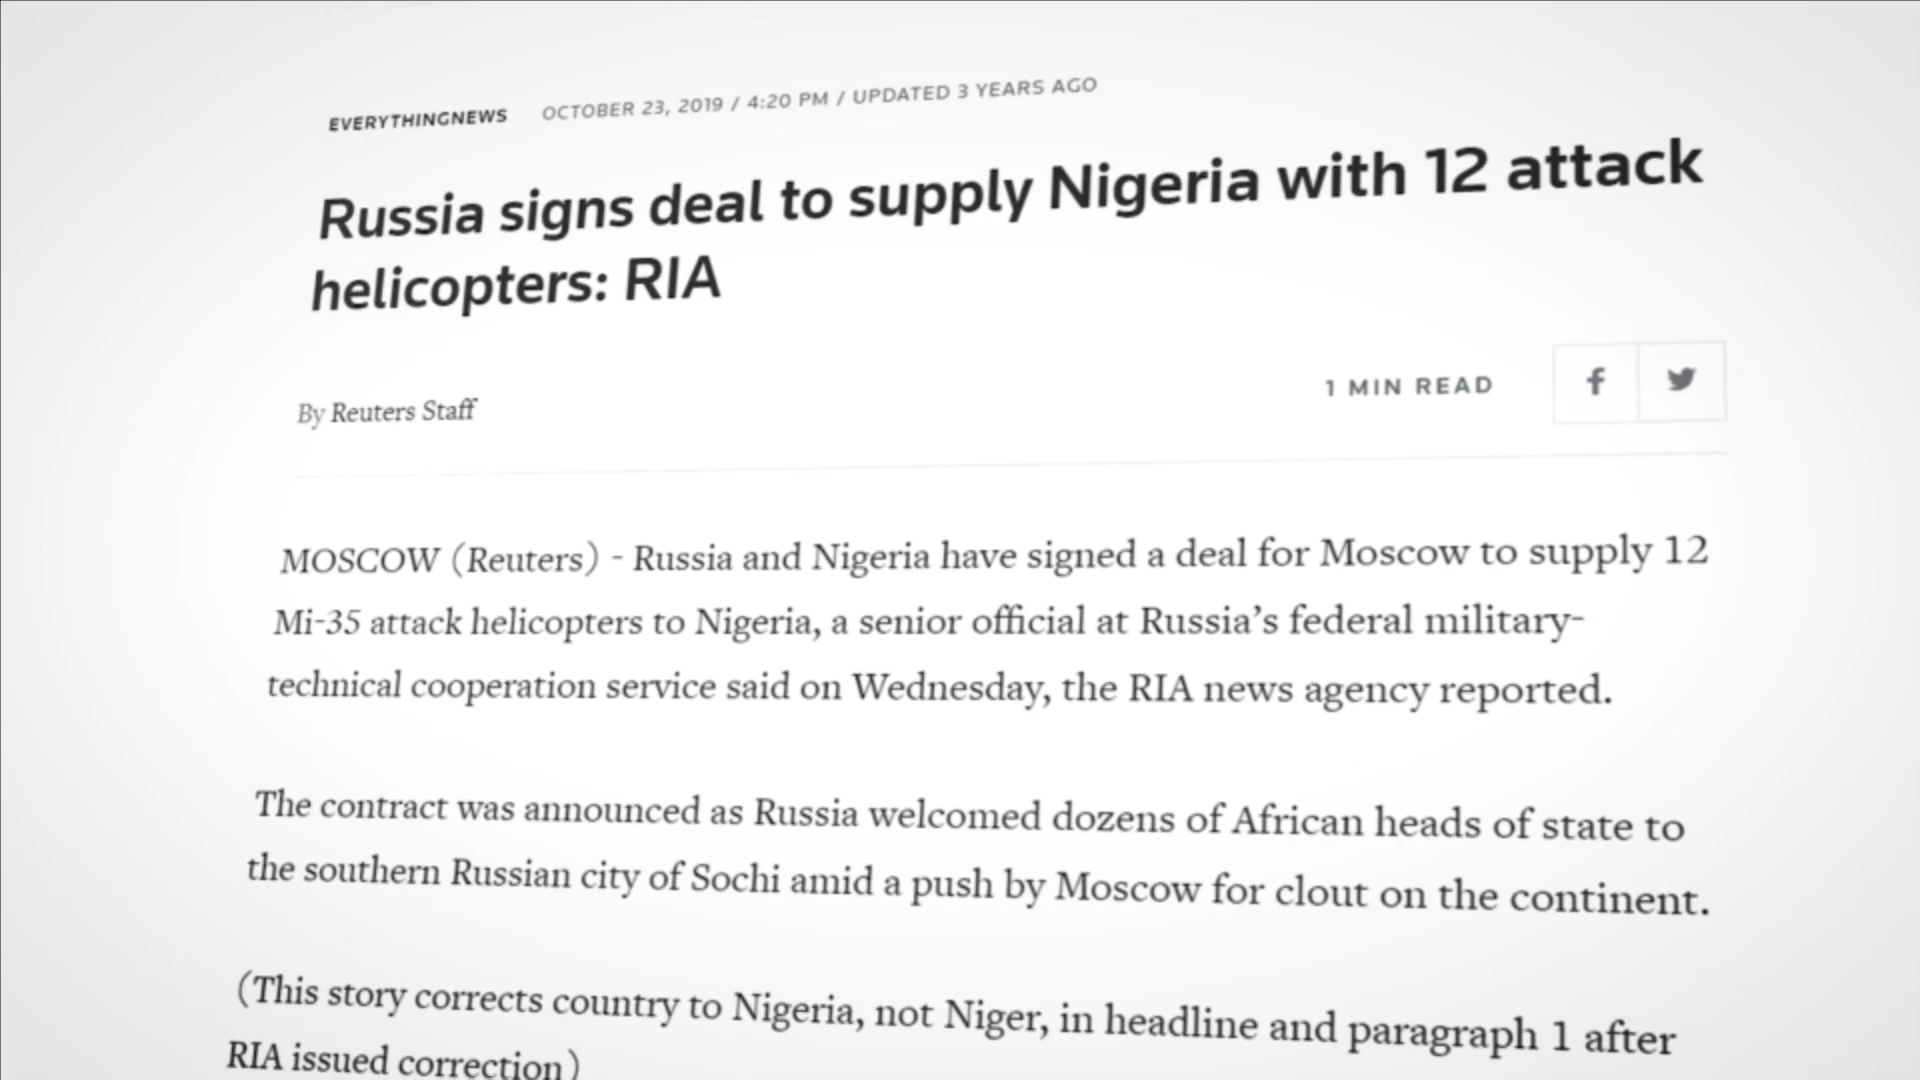 EVERYTHINGNEWS OCTOBER 23, 2019 / 4:20 PM / UPDATED 3 YEARS AGO
Russia signs deal to supply Nigeria with 12 attack
helicopters: RIA
By Reuters Staff
1 MIN READ
MOSCOW (Reuters) - Russia and Nigeria have signed a deal for Moscow to supply 12
Mi-35 attack helicopters to Nigeria, a senior official at Russia’s federal military-
technical cooperation service said on Wednesday, the RIA news agency reported.
The contract was announced as Russia welcomed dozens of African heads of state to
the southern Russian city of Sochi amid a push by Moscow for clout on the continent.
(This story corrects country to Nigeria, not Niger, in headline and paragraph 1 after
RIA issued correction)